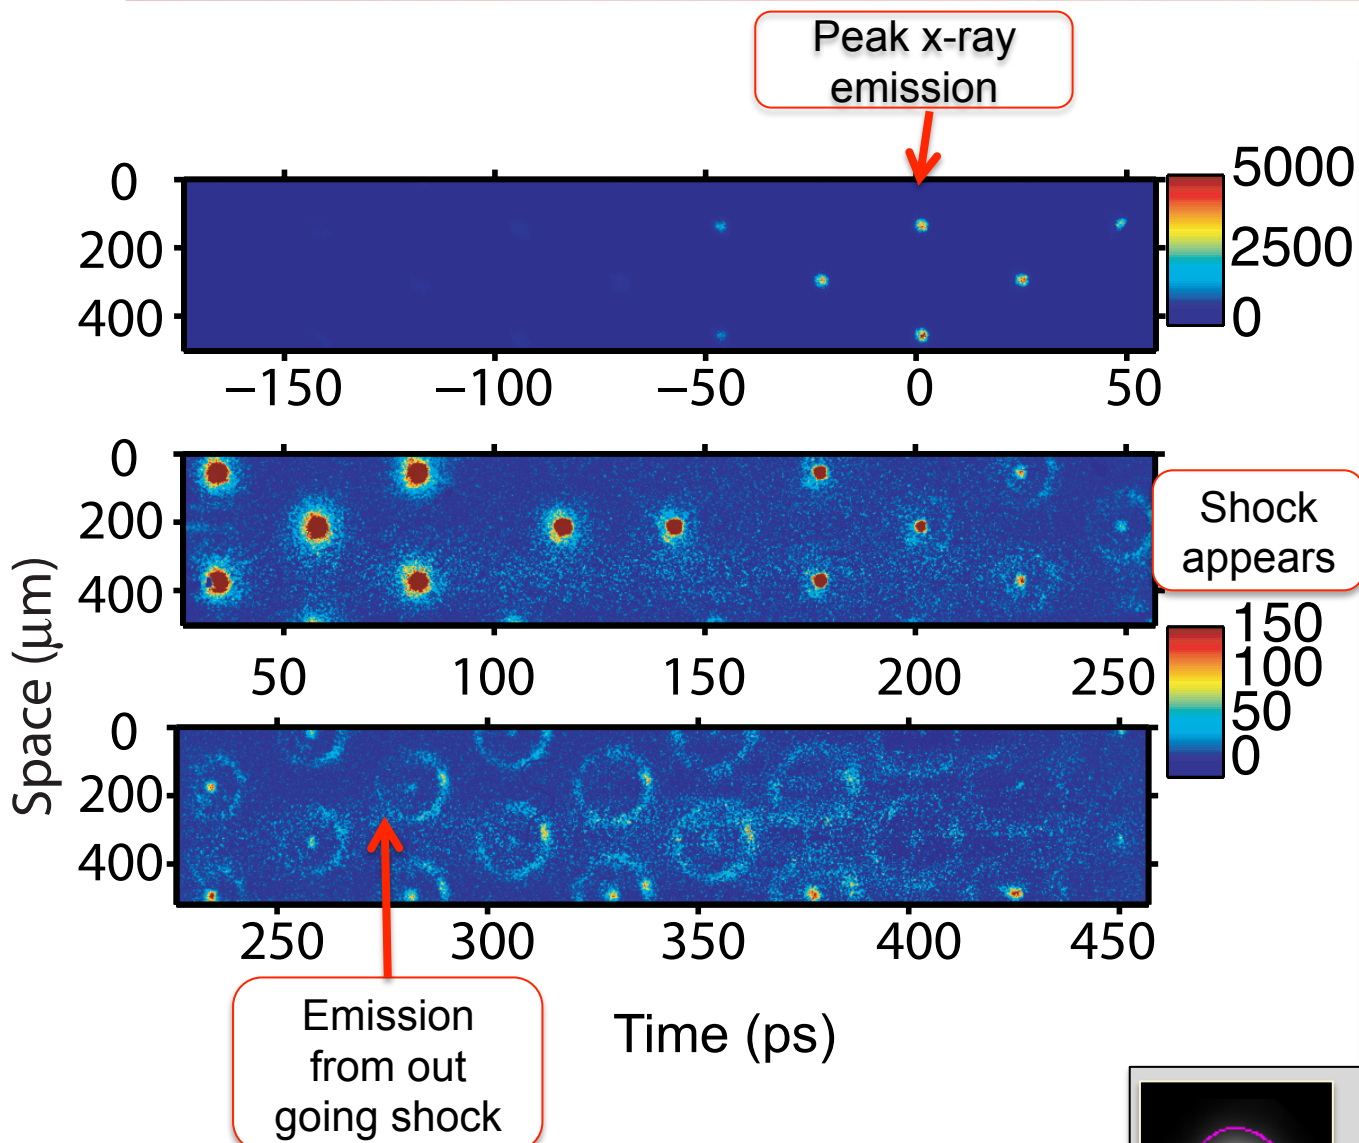 Peak x-ray
emission
0
200
400
−150 −100 −50 0 50
5000
2500
0
0
200
400
50 100 150 200 250
Shock
appears
150
100
50
0
Space (μm)
0
200
400
250 300 350 400 450
Time (ps)
Emission
from out
going shock